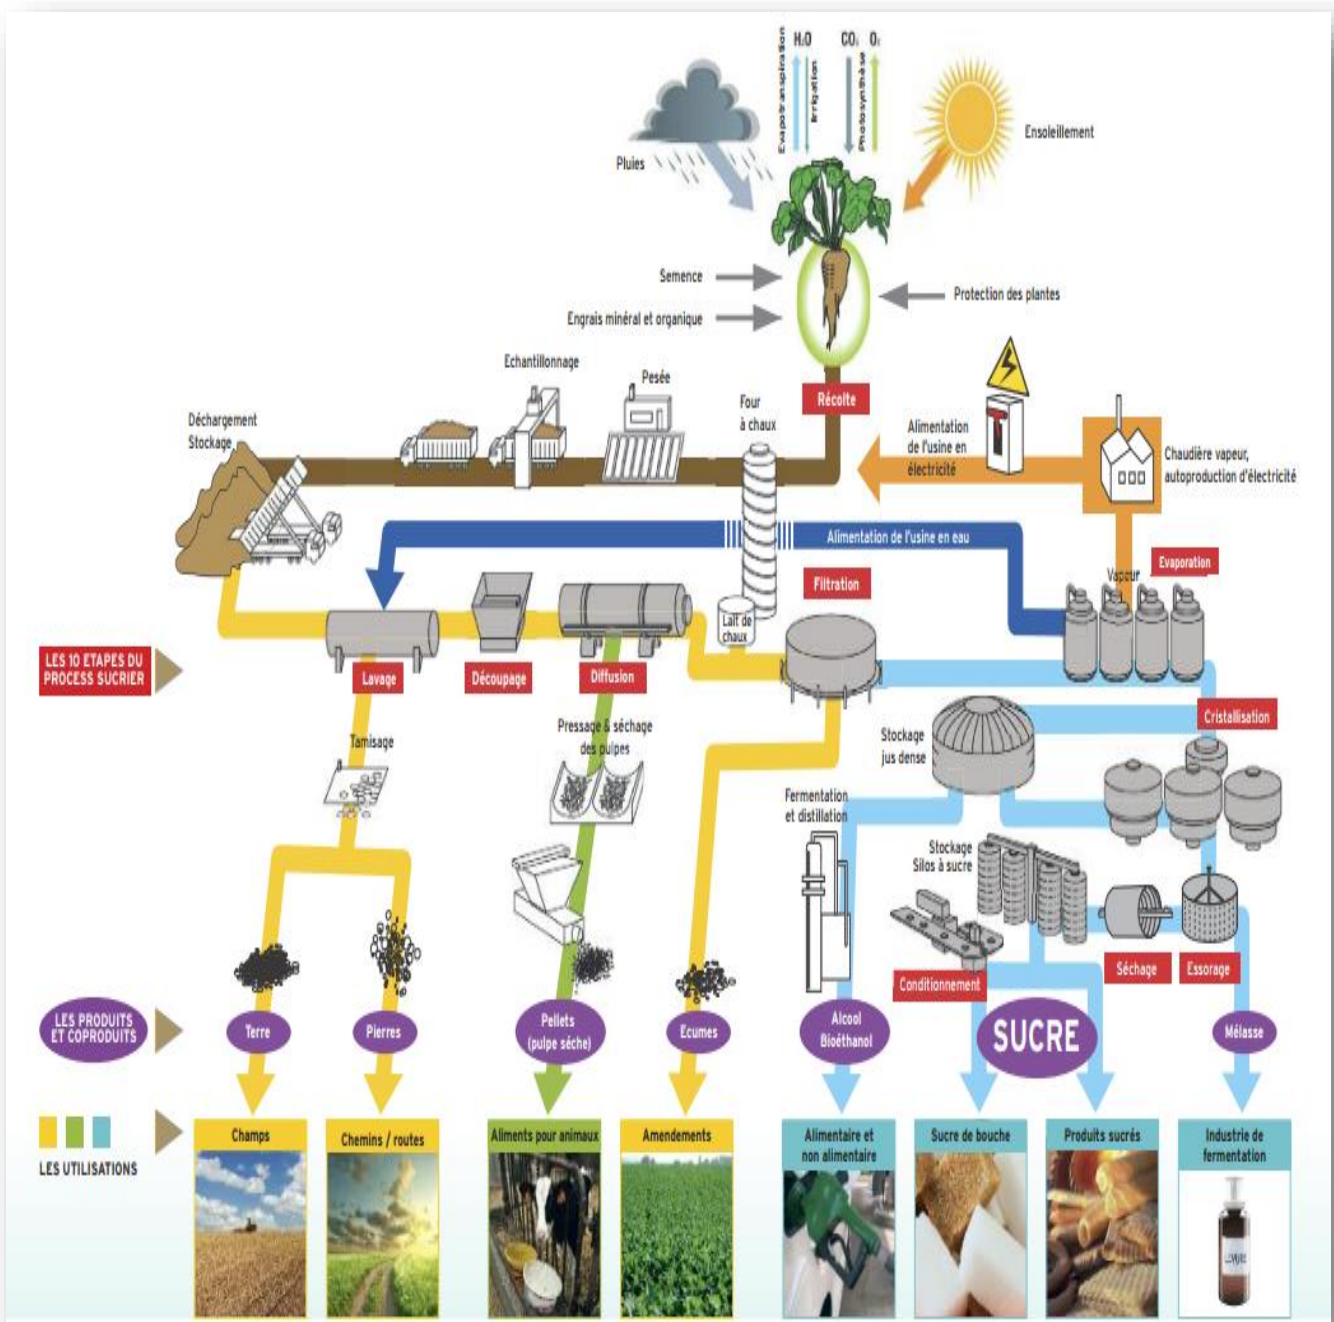 H₂O
CO₂
O₂
Evapotranspiration
Irrigation
Photosynthèse
Pluies
Ensoleillement
Semence
Protection des plantes
Engrais minéral et organique
Echantillonnage
Pesée
Récolte
Four
à chaux
Déchargement
Stockage
Alimentation
de l'usine en
électricité
Chaudière vapeur,
autoproduction d'électricité
Alimentation de l'usine en eau
Vapeur
Evaporation
Filtration
Lait de
chaux
LES 10 ETAPES DU
PROCESS SUCRIER
Lavage
Découpage
Diffusion
Cristallisation
Tamisage
Pressage & séchage
des pulpes
Stockage
jus dense
Fermentation
et distillation
Stockage
Silos à sucre
Conditionnement
Séchage
Essorage
LES PRODUITS
ET COPRODUITS
Terre
Pierres
Pellets
(pulpe séche)
Ecumes
Alcool
Bioéthanol
SUCRE
Mélasse
LES UTILISATIONS
Champs
Chemins / routes
Aliments pour animaux
Amendements
Alimentaire et
non alimentaire
Sucre de bouche
Produits sucrés
Industrie de
fermentation